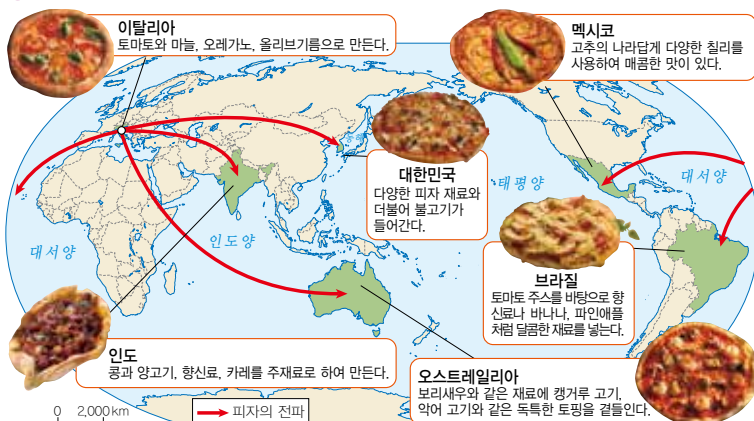 이탈리아
토마토와 마늘, 오레가노, 올리브기름으로 만든다.
멕시코
고추의 나라답게 다양한 칠리를
사용하여 매콤한 맛이 있다.
대한민국
다양한 피자 재료와
더불어 불고기가
들어간다.
태평양
대서양
대서양
인도양
브라질
토마토 주스를 바탕으로 향
신료나 바나나, 파인애플
처럼 달콤한 재료를 넣는다.
인도
콩과 양고기, 향신료, 카레를 주재료로 하여 만든다.
오스트레일리아
보리새우와 같은 재료에 캥거루 고기,
악어 고기와 같은 독특한 토핑을 곁들인다.
0 2,000km
피자의 전파